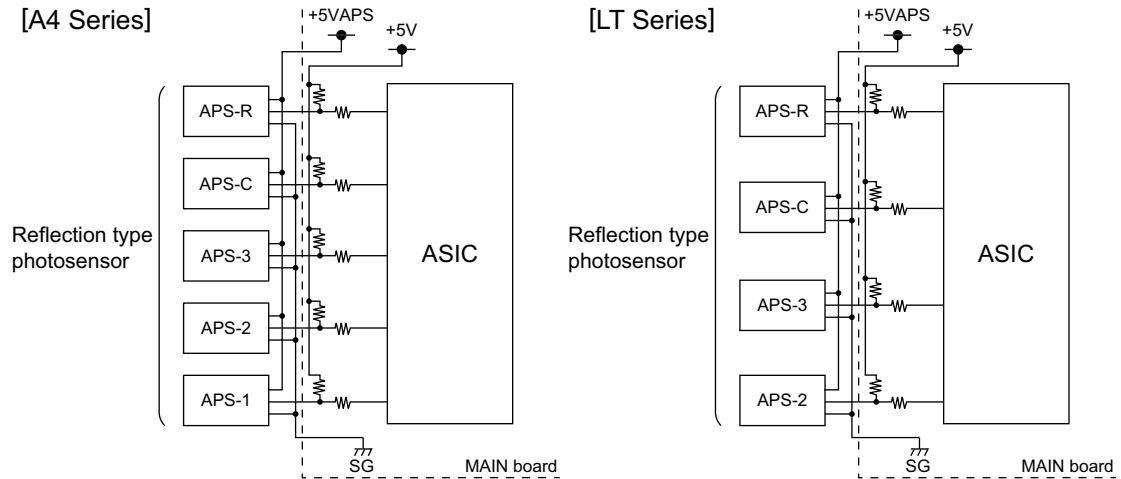 [A4 Series]
+5VAPS
+5V
APS-R
APS-C
APS-3
APS-2
APS-1
Reflection type
photosensor
ASIC
SG
MAIN board
[LT Series]
+5VAPS
+5V
APS-R
APS-C
APS-3
APS-2
Reflection type
photosensor
ASIC
SG
MAIN board